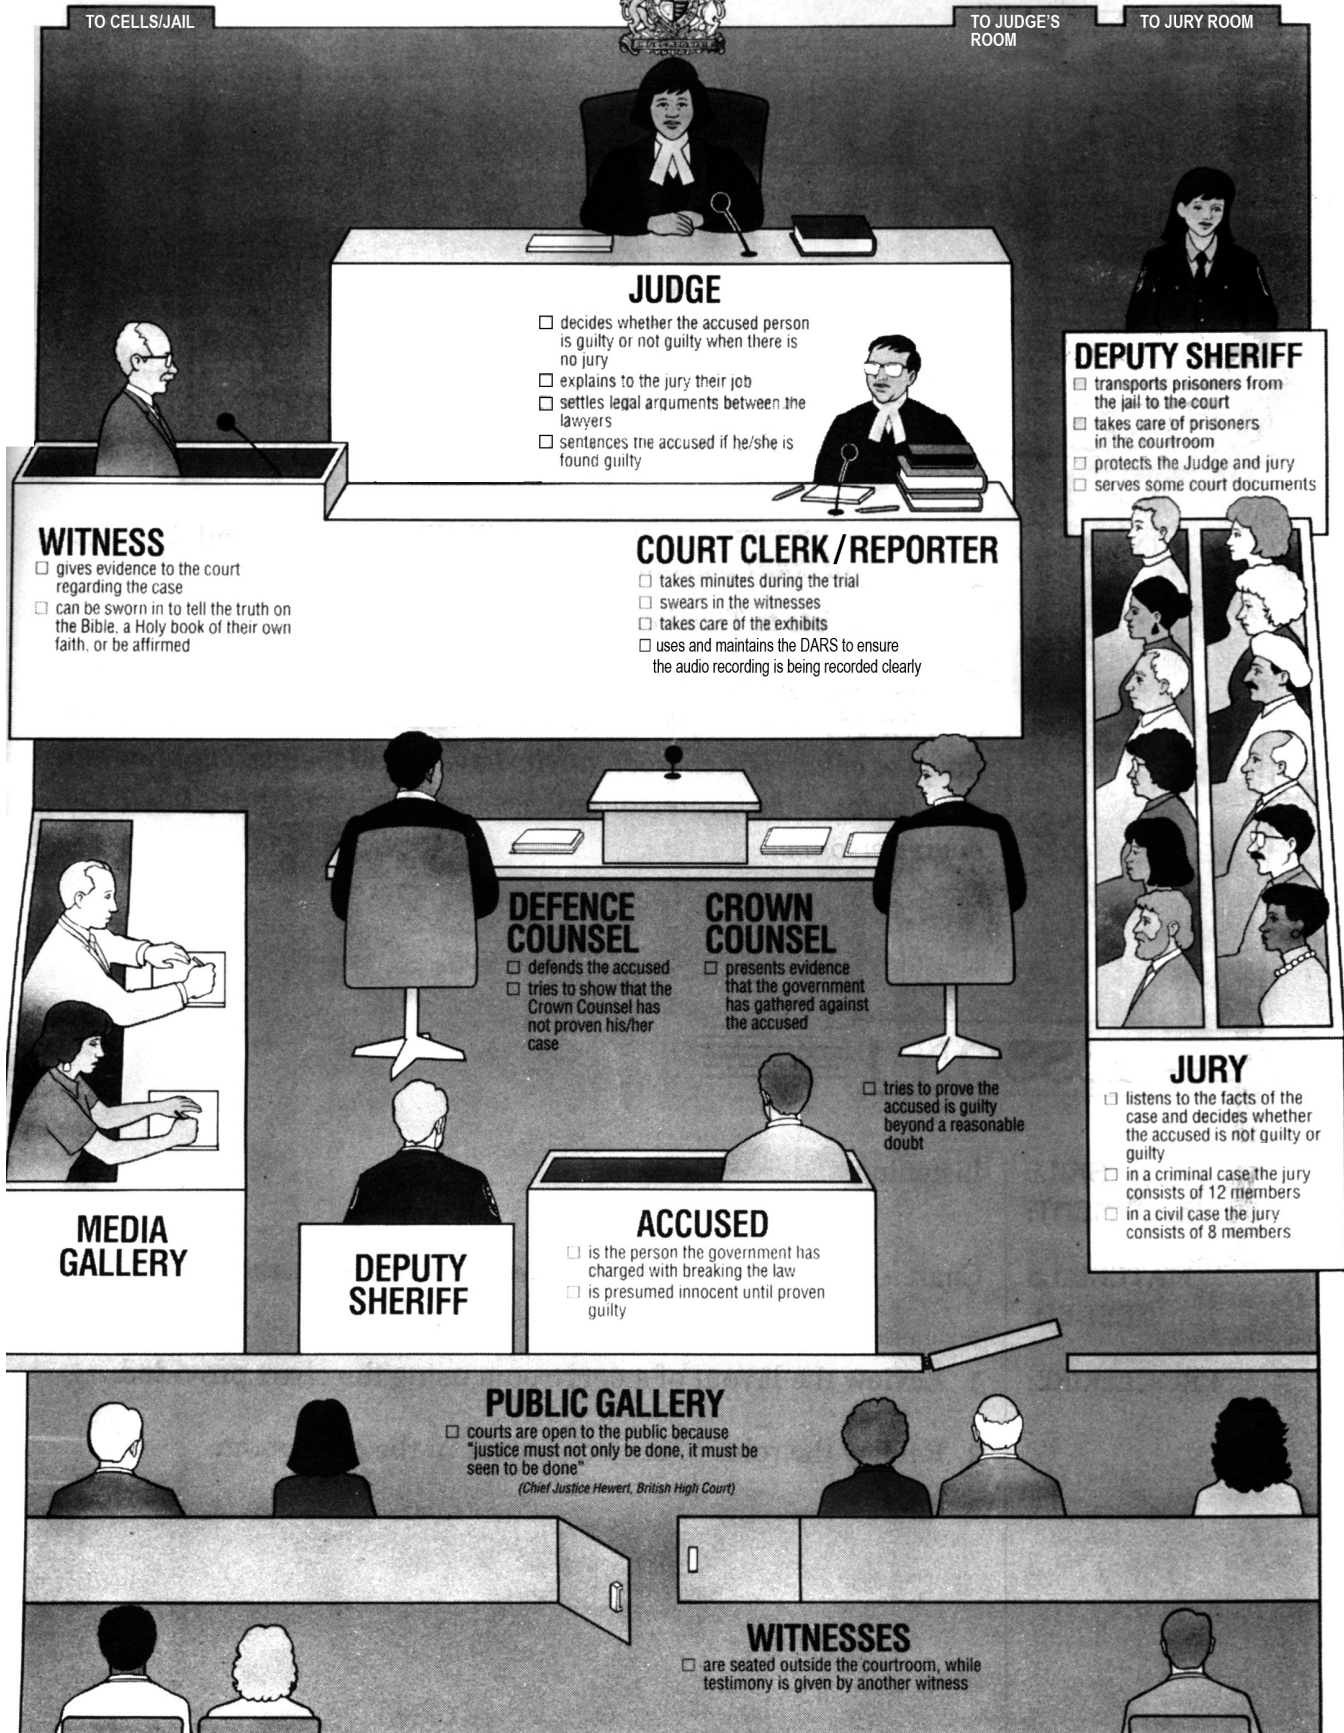 TO CELLS/JAIL
TO JUDGE'S
ROOM
TO JURY ROOM
JUDGE
decides whether the accused person
is guilty or not guilty when there is
no jury
explains to the jury their job
settles legal arguments between the
lawyers
sentences the accused if he/she is
found guilty
DEPUTY SHERIFF
transports prisoners from
the jail to the court
takes care of prisoners
in the courtroom
protects the Judge and jury
serves some court documents
WITNESS
gives evidence to the court
regarding the case
can be sworn in to tell the truth on
the Bible, a Holy book of their own
faith, or be affirmed
COURT CLERK/REPORTER
takes minutes during the trial
swears in the witnesses
takes care of the exhibits
uses and maintains the DARS to ensure
the audio recording is being recorded clearly
DEFENCE
COUNSEL
defends the accused
tries to show that the
Crown Counsel has
not proven his/her
case
CROWN
COUNSEL
presents evidence
that the government
has gathered against
the accused
tries to prove the
accused is guilty
beyond a reasonable
doubt
JURY
listens to the facts of the
case and decides whether
the accused is not guilty or
guilty
in a criminal case the jury
consists of 12 members
in a civil case the jury
consists of 8 members
MEDIA
GALLERY
DEPUTY
SHERIFF
ACCUSED
is the person the government has
charged with breaking the law
is presumed innocent until proven
guilty
PUBLIC GALLERY
courts are open to the public because
"justice must not only be done, it must be
seen to be done"
(Chief Justice Hewert, British High Court)
WITNESSES
are seated outside the courtroom, while
testimony is given by another witness